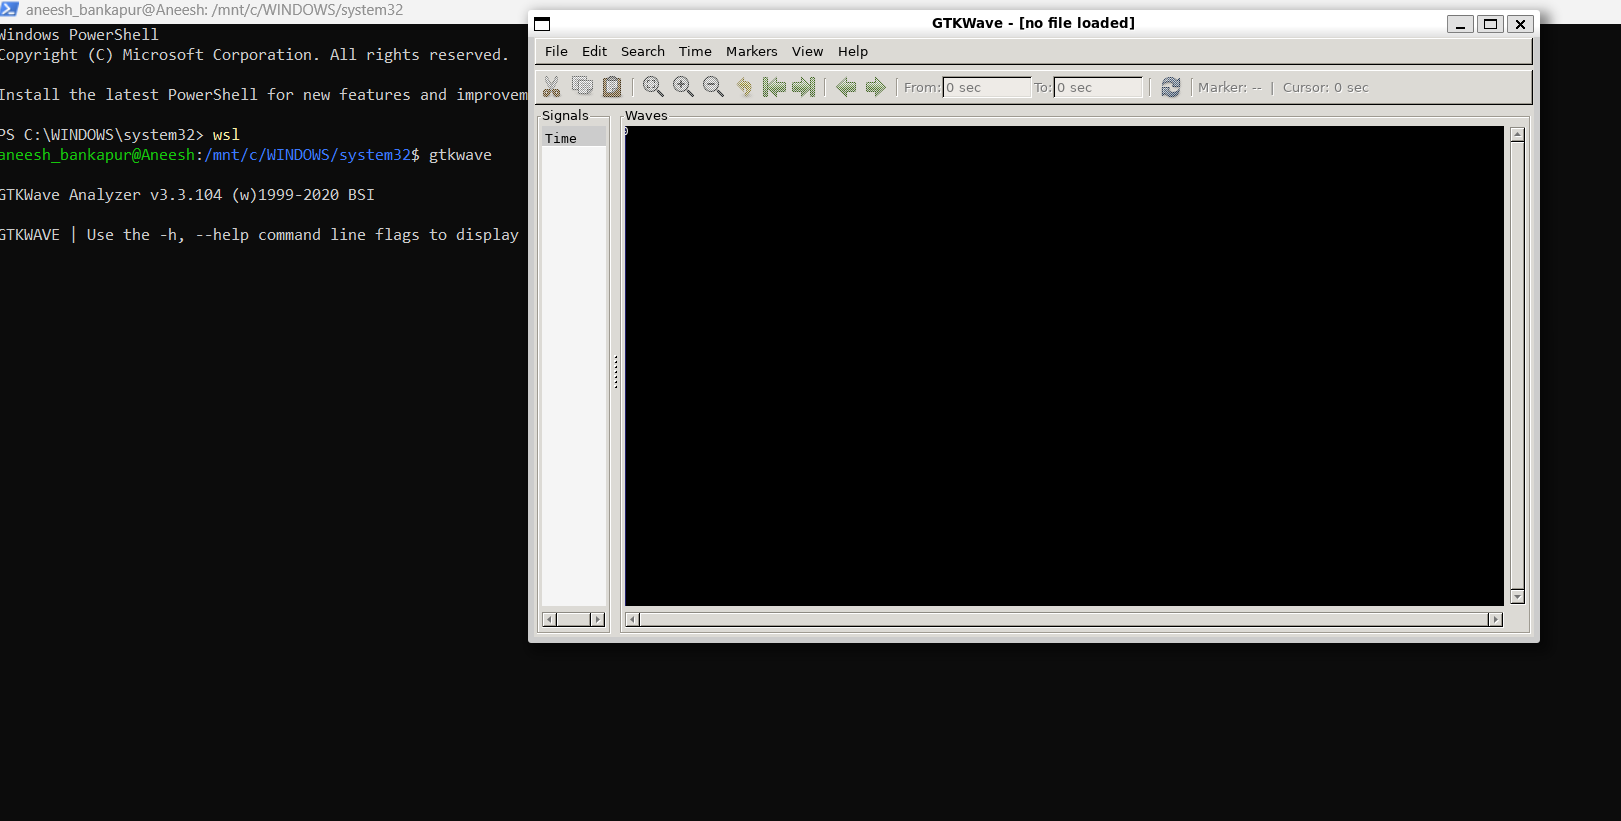 aneesh_bankapur@Aneesh: /mnt/c/WINDOWS/system32
Windows PowerShell
Copyright (C) Microsoft Corporation. All rights reserved.
Install the latest PowerShell for new features and improvem
PS C:\WINDOWS\system32> wsl
aneesh_bankapur@Aneesh:/mnt/c/WINDOWS/system32$ gtkwave
GTKWave Analyzer v3.3.104 (w)1999-2020 BSI
GTKWAVE | Use the -h, --help command line flags to display
GTKWave - [no file loaded]
File Edit Search Time Markers View Help
From: 0 sec To: 0 sec Marker: -- | Cursor: 0 sec
Signals
Time
Waves
0